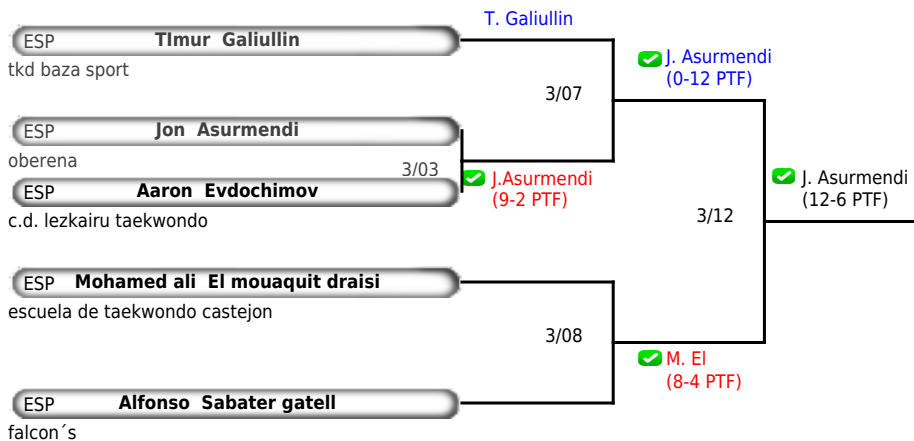 T. Galiullin
ESP TImur Galiullin
tkd baza sport
J. Asurmendi
(0-12 PTF)
3/07
ESP Jon Asurmendi
oberena
3/03
J.Asurmendi
(9-2 PTF)
ESP Aaron Evdochimov
c.d. lezkairu taekwondo
J. Asurmendi
(12-6 PTF)
3/12
ESP Mohamed ali El mouaquit draisi
escuela de taekwondo castejon
3/08
M. El
(8-4 PTF)
ESP Alfonso Sabater gatell
falcon´s